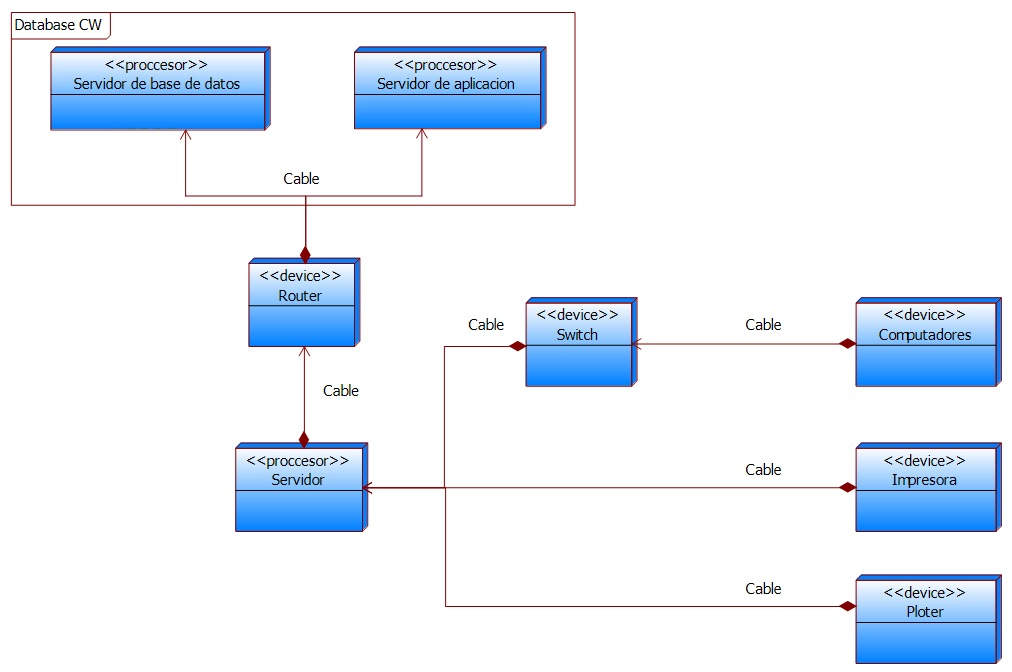 Database CW
<<proccesor>>
Servidor de base de datos
<<proccesor>>
Servidor de aplicacion
Cable
<<device>>
Router
Cable
<<device>>
Switch
Cable
<<device>>
Computadores
Cable
<<proccesor>>
Servidor
Cable
<<device>>
Impresora
Cable
<<device>>
Ploter